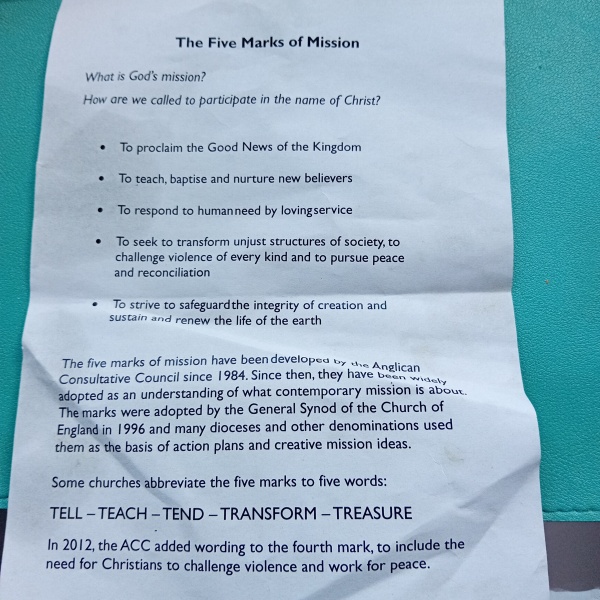 The Five Marks of Mission
What is God's mission?
How are we called to participate in the name of Christ?
• To proclaim the Good News of the Kingdom
• To teach, baptise and nurture new believers
• To respond to human need by loving service
• To seek to transform unjust structures of society, to
challenge violence of every kind and to pursue peace
and reconciliation
• To strive to safeguard the integrity of creation and
sustain and renew the life of the earth
The five marks of mission have been developed by the Anglican
Consultative Council since 1984. Since then, they have been widely
adopted as an understanding of what contemporary mission is about.
The marks were adopted by the General Synod of the Church of
England in 1996 and many dioceses and other denominations used
them as the basis of action plans and creative mission ideas.
Some churches abbreviate the five marks to five words:
TELL – TEACH – TEND – TRANSFORM – TREASURE
In 2012, the ACC added wording to the fourth mark, to include the
need for Christians to challenge violence and work for peace.